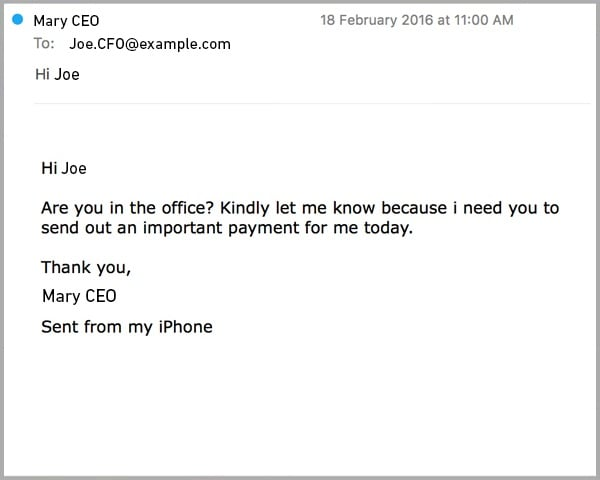 Mary CEO 18 February 2016 at 11:00 AM
To: Joe.CFO@example.com
Hi Joe
Hi Joe
Are you in the office? Kindly let me know because i need you to
send out an important payment for me today.
Thank you,
Mary CEO
Sent from my iPhone